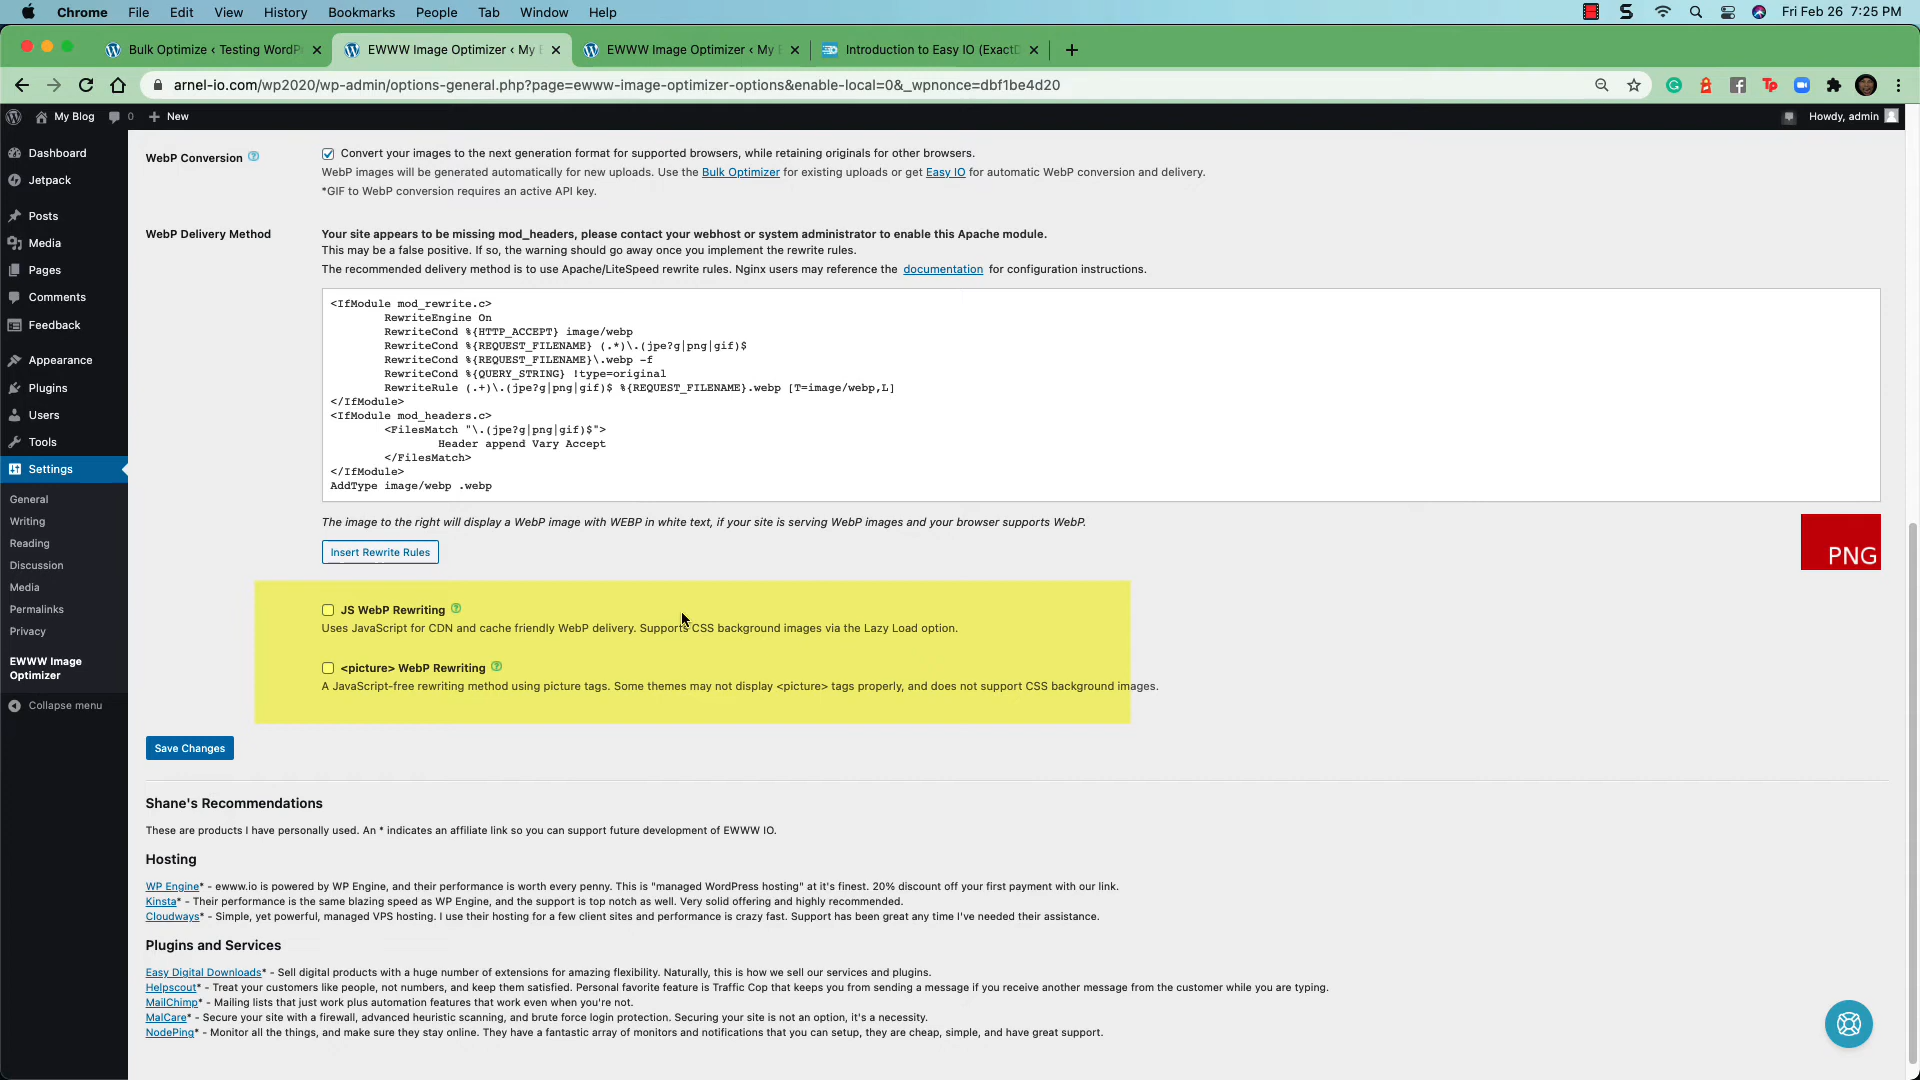 Chrome File Edit View History Bookmarks People Tab Window Help
Fri Feb 26 7:25 PM
Bulk Optimize ‹ Testing WordPr
EWWW Image Optimizer ‹ My B
EWWW Image Optimizer ‹ My B
Introduction to Easy IO (ExactD
arnel-io.com/wp2020/wp-admin/options-general.php?page=ewww-image-optimizer-options&enable-local=0&_wpnonce=dbf1be4d20
My Blog 0 New
Howdy, admin
Dashboard
Jetpack
Posts
Media
Pages
Comments
Feedback
Appearance
Plugins
Users
Tools
Settings
General
Writing
Reading
Discussion
Media
Permalinks
Privacy
EWWW Image
Optimizer
Collapse menu
WebP Conversion
Convert your images to the next generation format for supported browsers, while retaining originals for other browsers.
WebP images will be generated automatically for new uploads. Use the Bulk Optimizer for existing uploads or get Easy IO for automatic WebP conversion and delivery.
*GIF to WebP conversion requires an active API key.
WebP Delivery Method
Your site appears to be missing mod_headers, please contact your webhost or system administrator to enable this Apache module.
This may be a false positive. If so, the warning should go away once you implement the rewrite rules.
The recommended delivery method is to use Apache/LiteSpeed rewrite rules. Nginx users may reference the documentation for configuration instructions.
<IfModule mod_rewrite.c>
RewriteEngine On
RewriteCond %{HTTP_ACCEPT} image/webp
RewriteCond %{REQUEST_FILENAME} (.*)\.(jpe?g|png|gif)$
RewriteCond %{REQUEST_FILENAME}\.webp -f
RewriteCond %{QUERY_STRING} !type=original
RewriteRule (.+)\.(jpe?g|png|gif)$ %{REQUEST_FILENAME}.webp [T=image/webp,L]
</IfModule>
<IfModule mod_headers.c>
<FilesMatch "\.(jpe?g|png|gif)$">
Header append Vary Accept
</FilesMatch>
</IfModule>
AddType image/webp .webp
The image to the right will display a WebP image with WEBP in white text, if your site is serving WebP images and your browser supports WebP.
PNG
Insert Rewrite Rules
JS WebP Rewriting
Uses JavaScript for CDN and cache friendly WebP delivery. Supports CSS background images via the Lazy Load option.
<picture> WebP Rewriting
A JavaScript-free rewriting method using picture tags. Some themes may not display <picture> tags properly, and does not support CSS background images.
Save Changes
Shane's Recommendations
These are products I have personally used. An * indicates an affiliate link so you can support future development of EWWW IO.
Hosting
WP Engine* - ewww.io is powered by WP Engine, and their performance is worth every penny. This is "managed WordPress hosting" at it's finest. 20% discount off your first payment with our link.
Kinsta* - Their performance is the same blazing speed as WP Engine, and the support is top notch as well. Very solid offering and highly recommended.
Cloudways* - Simple, yet powerful, managed VPS hosting. I use their hosting for a few client sites and performance is crazy fast. Support has been great any time I've needed their assistance.
Plugins and Services
Easy Digital Downloads* - Sell digital products with a huge number of extensions for amazing flexibility. Naturally, this is how we sell our services and plugins.
Helpscout* - Treat your customers like people, not numbers, and keep them satisfied. Personal favorite feature is Traffic Cop that keeps you from sending a message if you receive another message from the customer while you are typing.
MailChimp* - Mailing lists that just work plus automation features that work even when you're not.
MalCare* - Secure your site with a firewall, advanced heuristic scanning, and brute force login protection. Securing your site is not an option, it's a necessity.
NodePing* - Monitor all the things, and make sure they stay online. They have a fantastic array of monitors and notifications that you can setup, they are cheap, simple, and have great support.